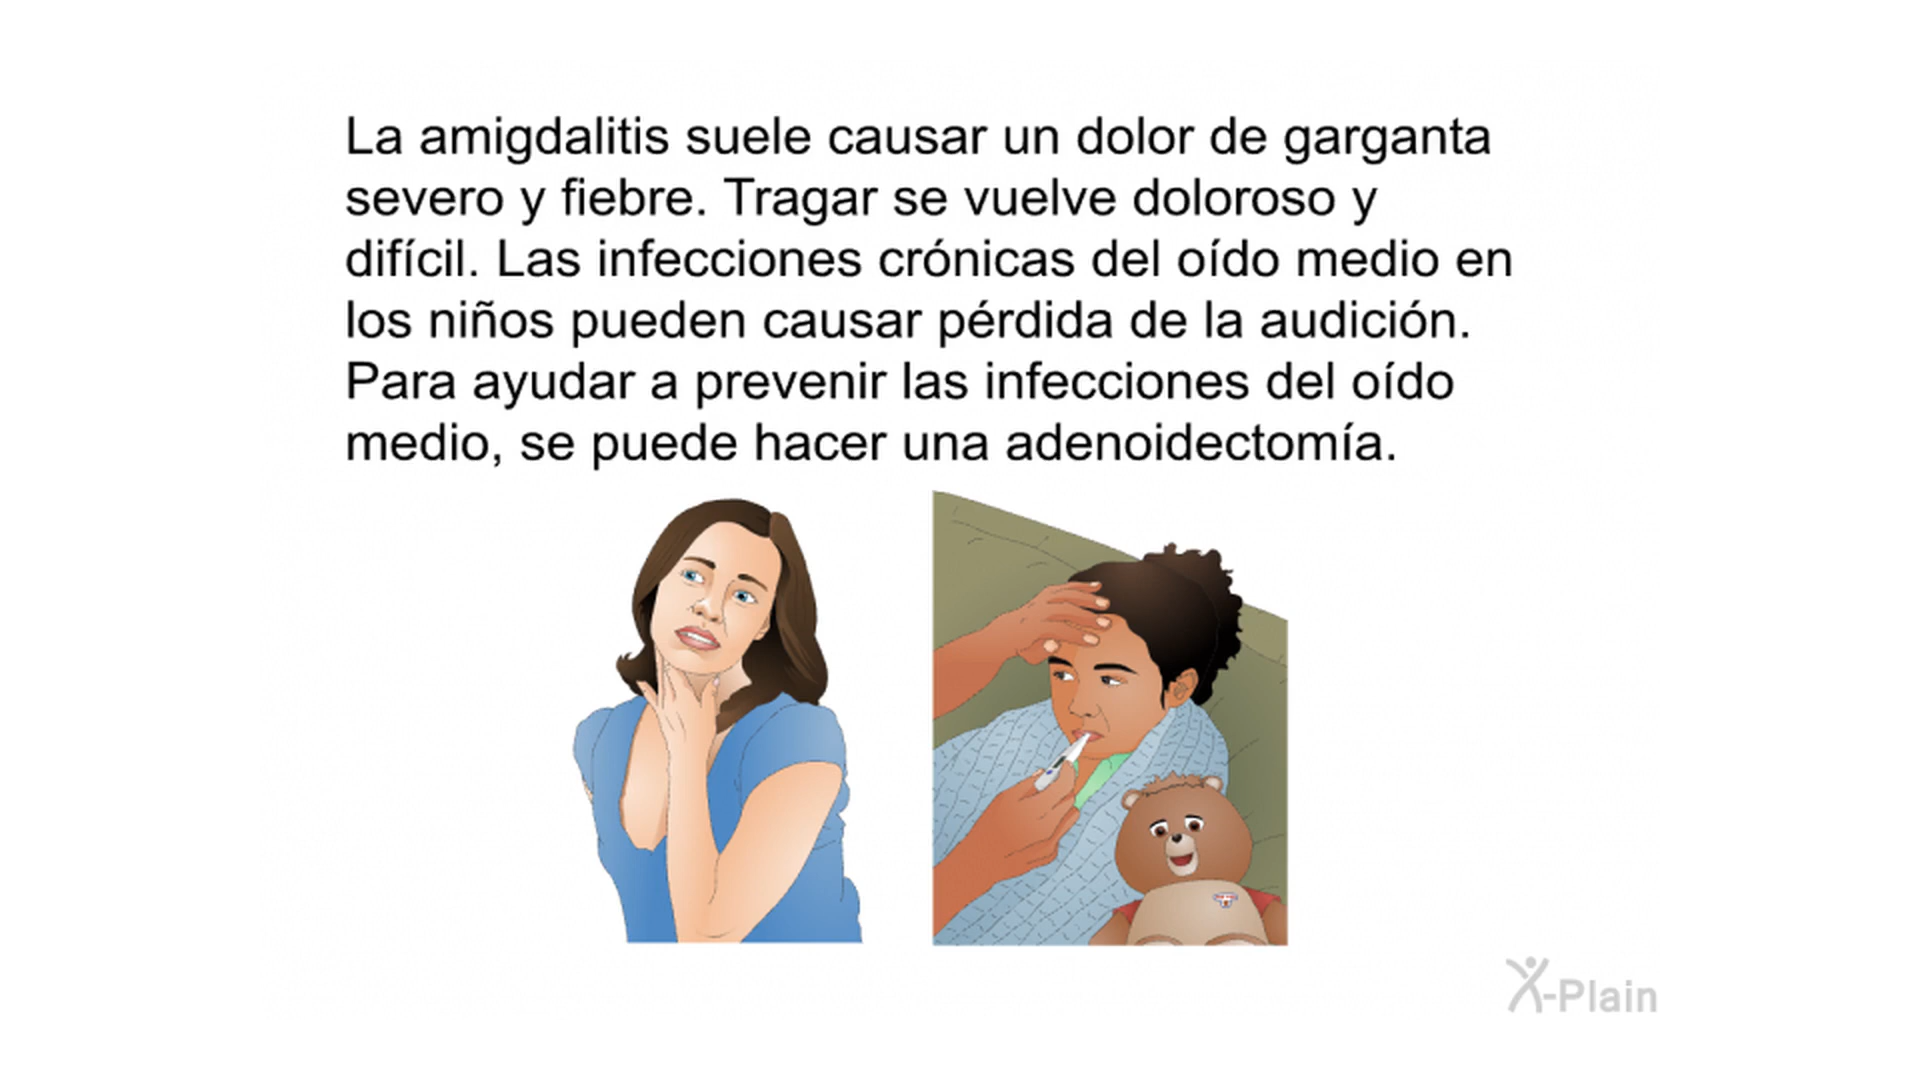 La amigdalitis suele causar un dolor de garganta
severo y fiebre. Tragar se vuelve doloroso y
difícil. Las infecciones crónicas del oído medio en
los niños pueden causar pérdida de la audición.
Para ayudar a prevenir las infecciones del oído
medio, se puede hacer una adenoidectomía.
X-Plain